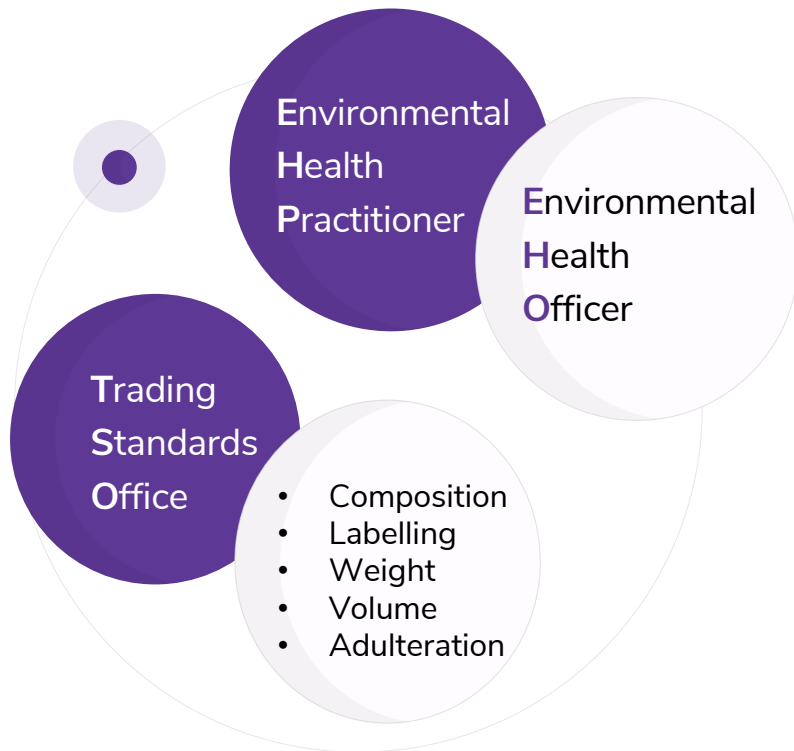 Environmental
Health
Practitioner
Environmental
Health
Officer
Trading
Standards
Office
• Composition
• Labelling
• Weight
• Volume
• Adulteration